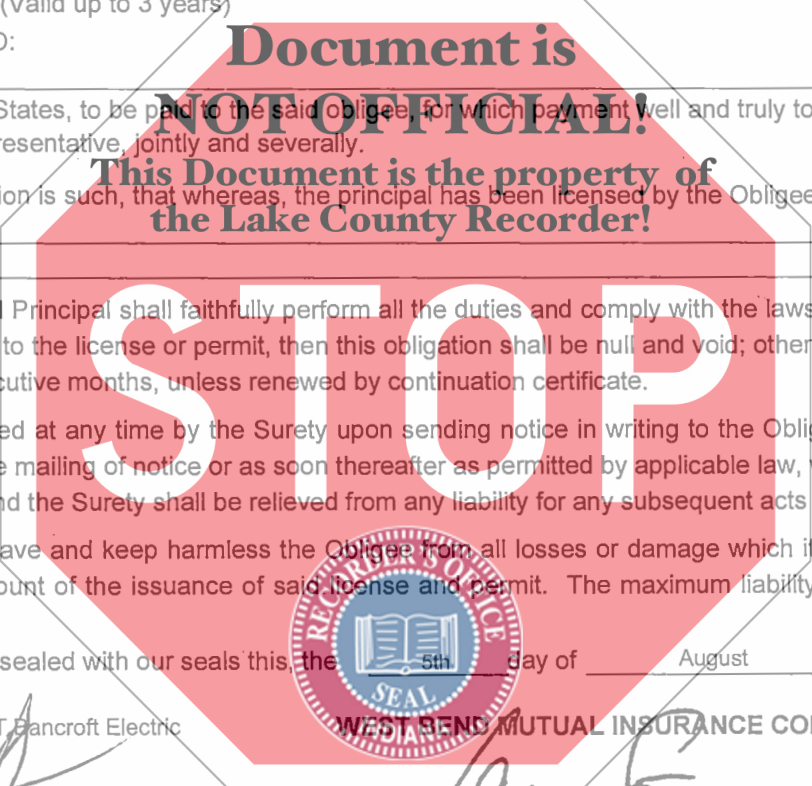 (Valid up to 3 years)
D:
Document is
States, to be paid to the said obligee, for which payment well and truly to
NOT OFFICIAL!
resentative, jointly and severally.
This Document is the property of
ion is such, that whereas, the principal has been licensed by the Obligee
the Lake County Recorder!
STOP
Principal shall faithfully perform all the duties and comply with the laws
to the license or permit, then this obligation shall be null and void; other
cutive months, unless renewed by continuation certificate.
ed at any time by the Surety upon sending notice in writing to the Oblig
e mailing of notice or as soon thereafter as permitted by applicable law,
nd the Surety shall be relieved from any liability for any subsequent acts
ave and keep harmless the Obligee from all losses or damage which it
ount of the issuance of said license and permit. The maximum liability
RECORDER'S OFFICE
sealed with our seals this, the 5th day of August
SEAL
INDIANA
T Bancroft Electric
WEST BEND MUTUAL INSURANCE CO